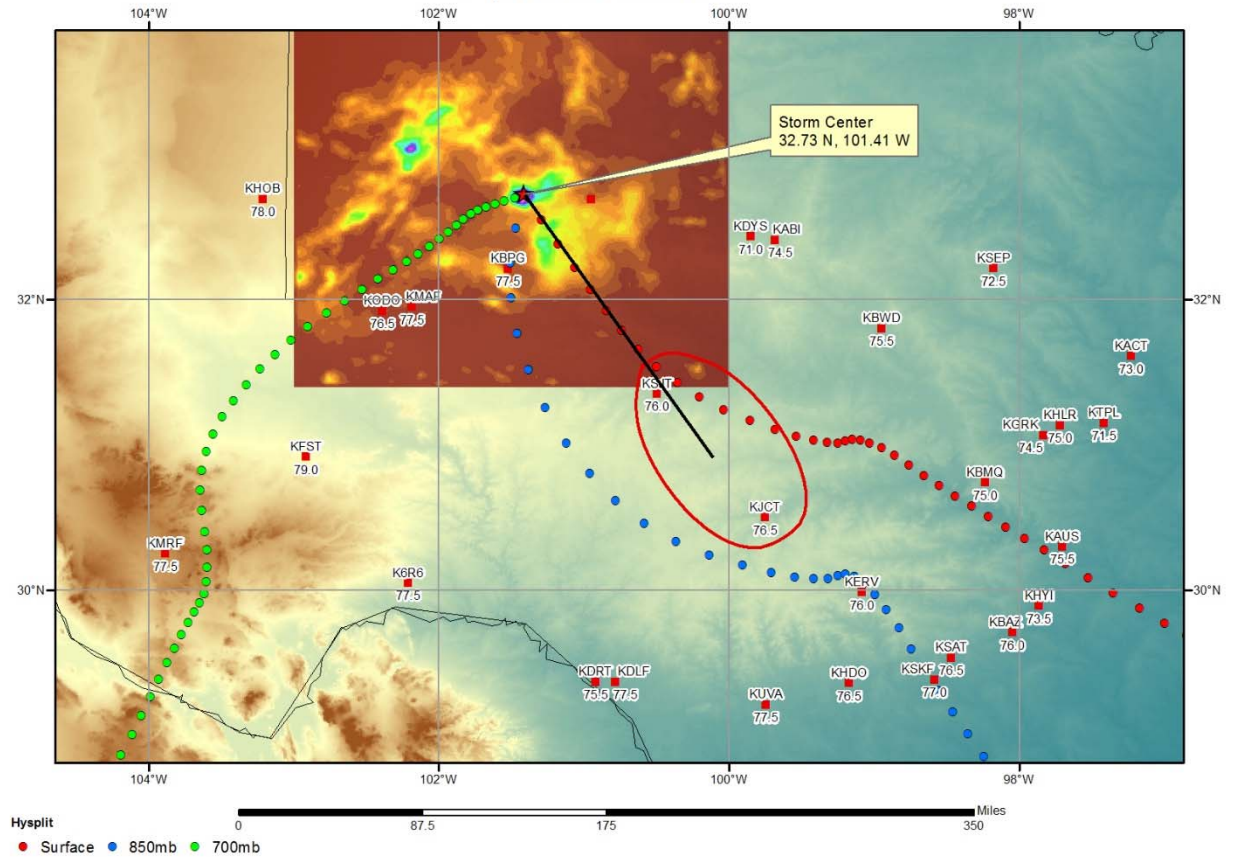 104°W 102°W 100°W 98°W
Storm Center
32.73 N, 101.41 W
KHOB
78.0
KDYS KABI
71.0 74.5
KBPG
77.5
KSEP
72.5
32°N 32°N
KODO KMAF
76.5 77.5
KBWD
75.5
KACT
73.0
KSJT
76.0
KGRK KHLR KTPL
74.5 75.0 71.5
KFST
79.0
KBMQ
75.0
KJCT
76.5
KMRF
77.5
KAUS
75.5
K6R6
77.5
30°N 30°N
KERV
76.0
KHYI
73.5
KBAZ
76.0
KSAT
76.5
KDRT KDLF
75.5 77.5
KHDO
76.5
KSKF
77.0
KUVA
77.5
104°W 102°W 100°W 98°W
Miles
0 87.5 175 350
Hysplit
Surface 850mb 700mb